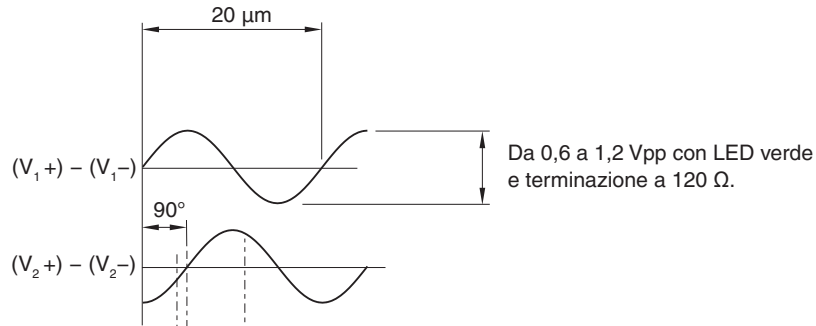 20 µm
(V₁+) – (V₁–)
Da 0,6 a 1,2 Vpp con LED verde
e terminazione a 120 Ω.
90°
(V₂+) – (V₂–)